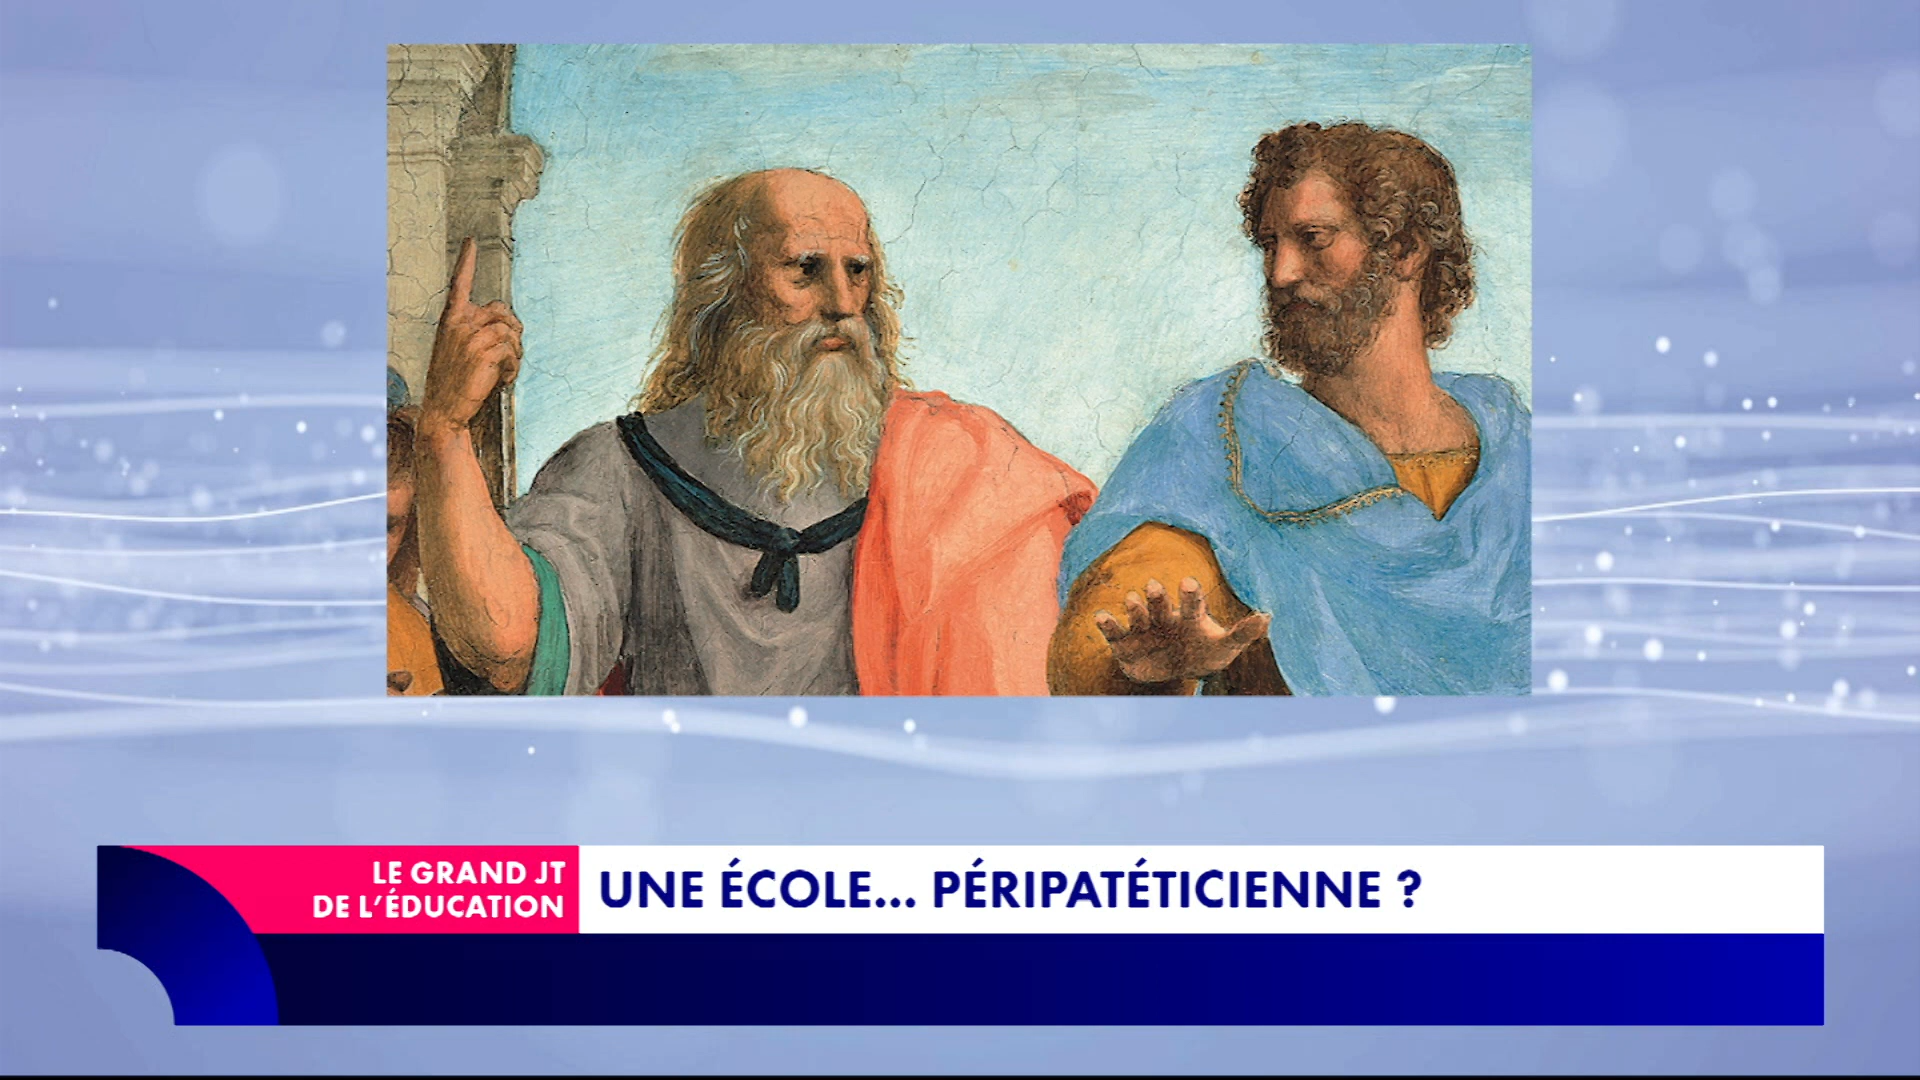 LE GRAND JT
DE L'ÉDUCATION
UNE ÉCOLE... PÉRIPATÉTICIENNE ?